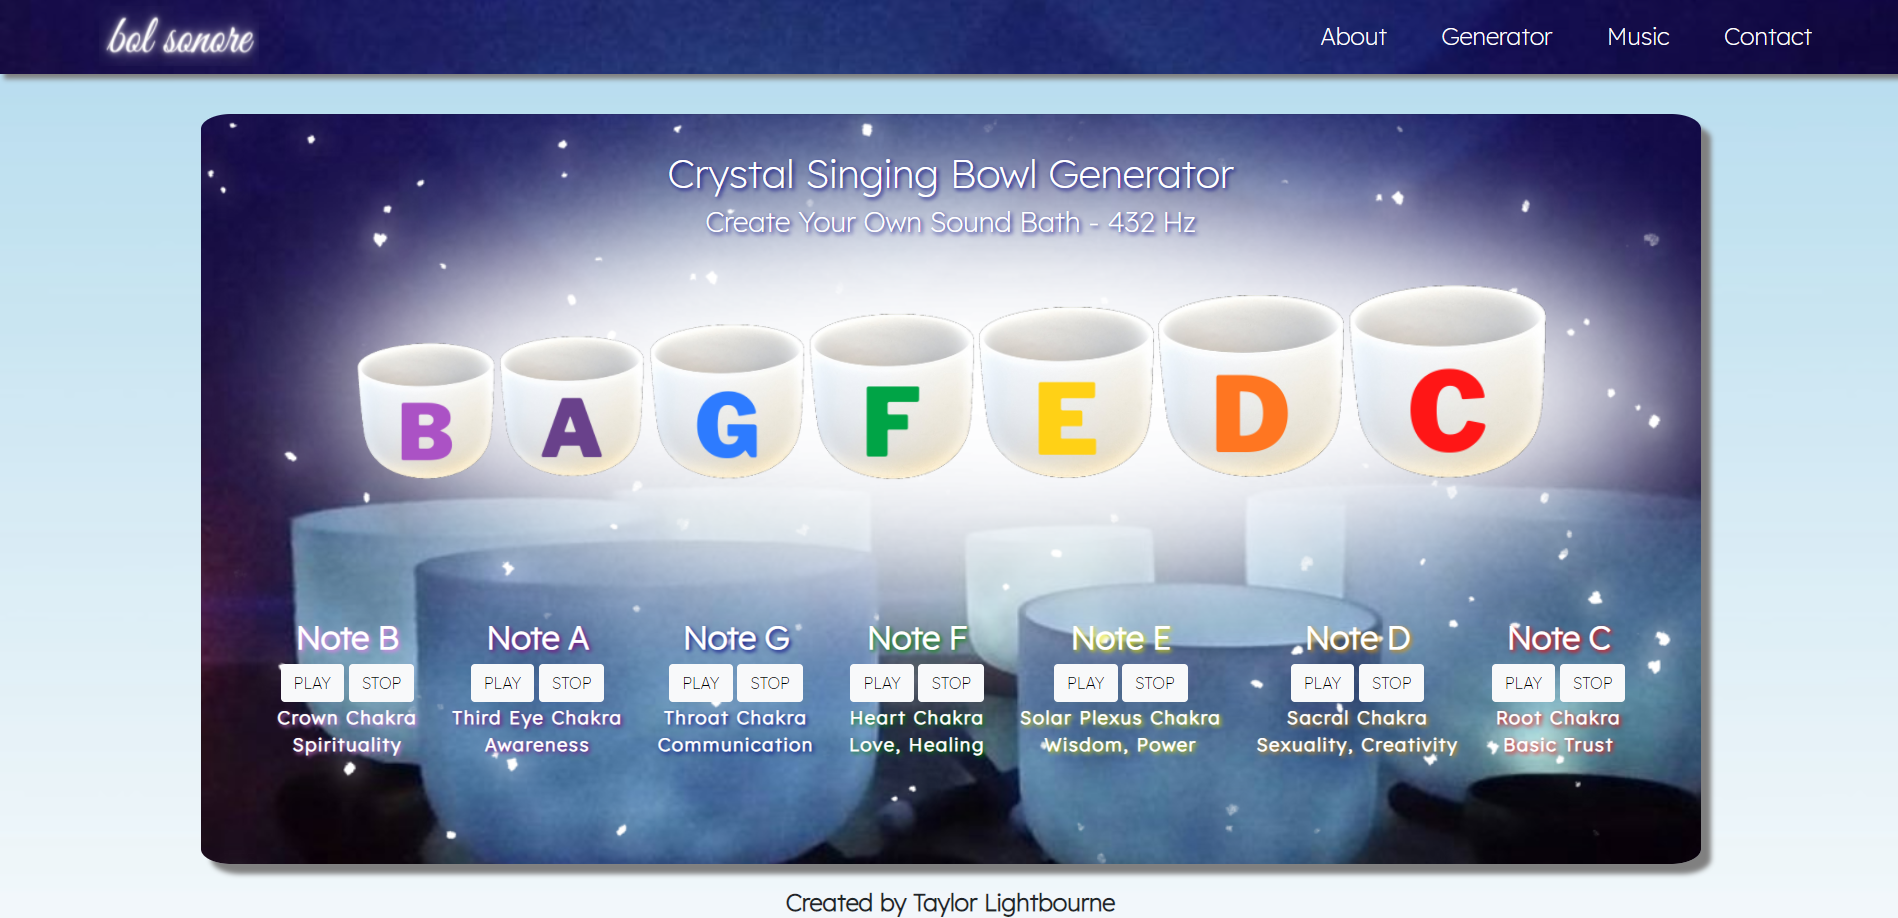 bol sonore
About Generator Music Contact
Crystal Singing Bowl Generator
Create Your Own Sound Bath - 432 Hz
B A G F E D C
Note B
PLAY STOP
Crown Chakra
Spirituality
Note A
PLAY STOP
Third Eye Chakra
Awareness
Note G
PLAY STOP
Throat Chakra
Communication
Note F
PLAY STOP
Heart Chakra
Love, Healing
Note E
PLAY STOP
Solar Plexus Chakra
Wisdom, Power
Note D
PLAY STOP
Sacral Chakra
Sexuality, Creativity
Note C
PLAY STOP
Root Chakra
Basic Trust
Created by Taylor Lightbourne